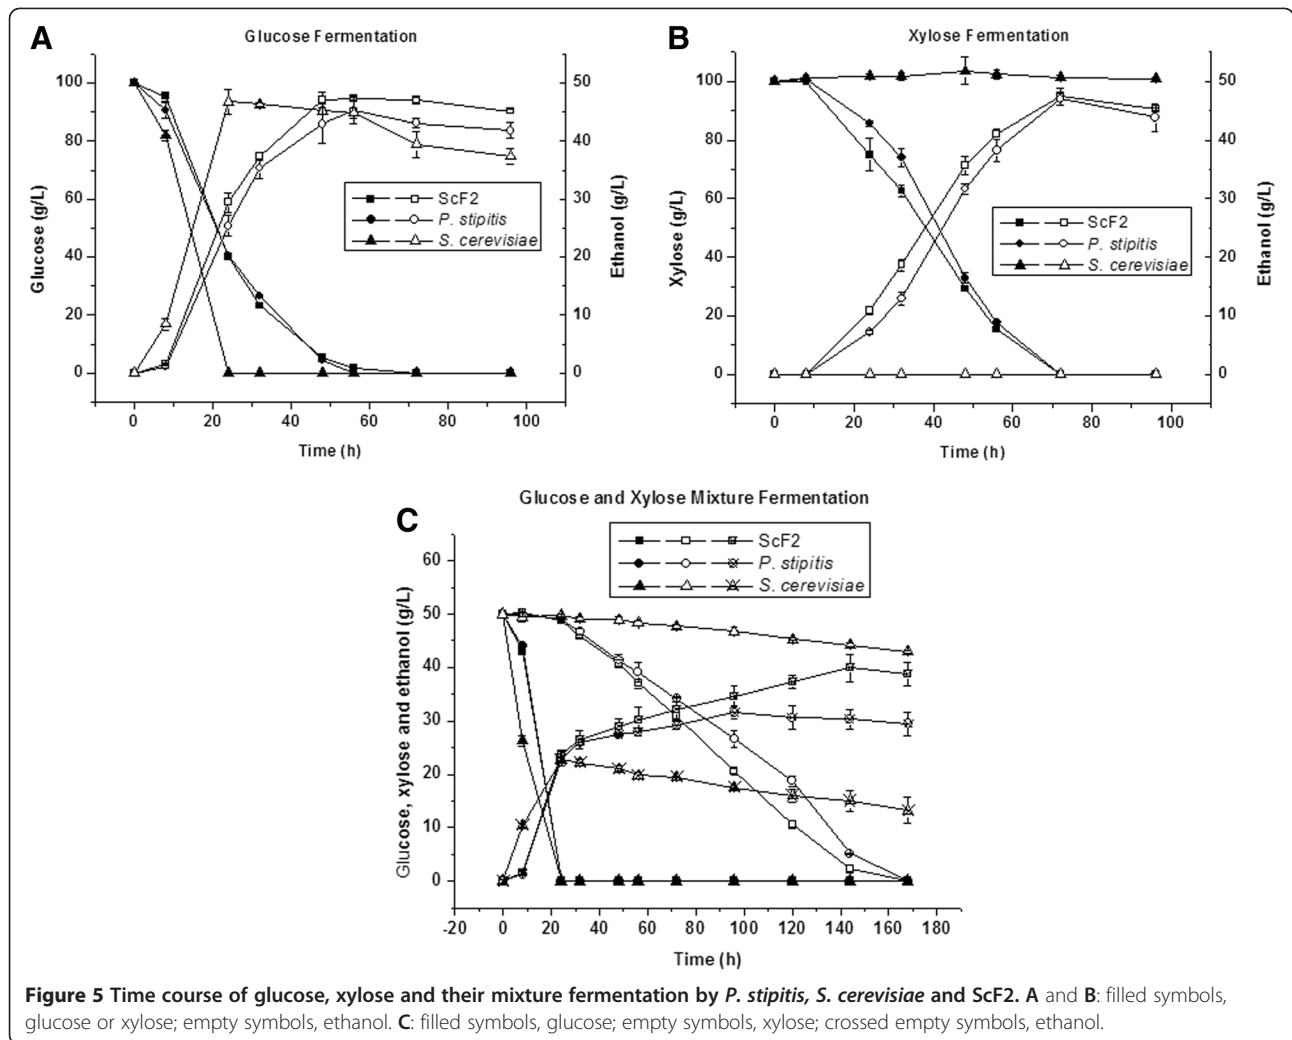 A
Glucose Fermentation
100
80
60
40
20
0
Glucose (g/L)
50
40
30
20
10
0
Ethanol (g/L)
ScF2
P. stipitis
S. cerevisiae
0 20 40 60 80 100
Time (h)
B
Xylose Fermentation
100
80
60
40
20
0
Xylose (g/L)
50
40
30
20
10
0
Ethanol (g/L)
ScF2
P. stipitis
S. cerevisiae
0 20 40 60 80 100
Time (h)
C
Glucose and Xylose Mixture Fermentation
ScF2
P. stipitis
S. cerevisiae
60
50
40
30
20
10
0
Glucose, xylose and ethanol (g/L)
-20 0 20 40 60 80 100 120 140 160 180
Time (h)
Figure 5 Time course of glucose, xylose and their mixture fermentation by P. stipitis, S. cerevisiae and ScF2. A and B: filled symbols,
glucose or xylose; empty symbols, ethanol. C: filled symbols, glucose; empty symbols, xylose; crossed empty symbols, ethanol.